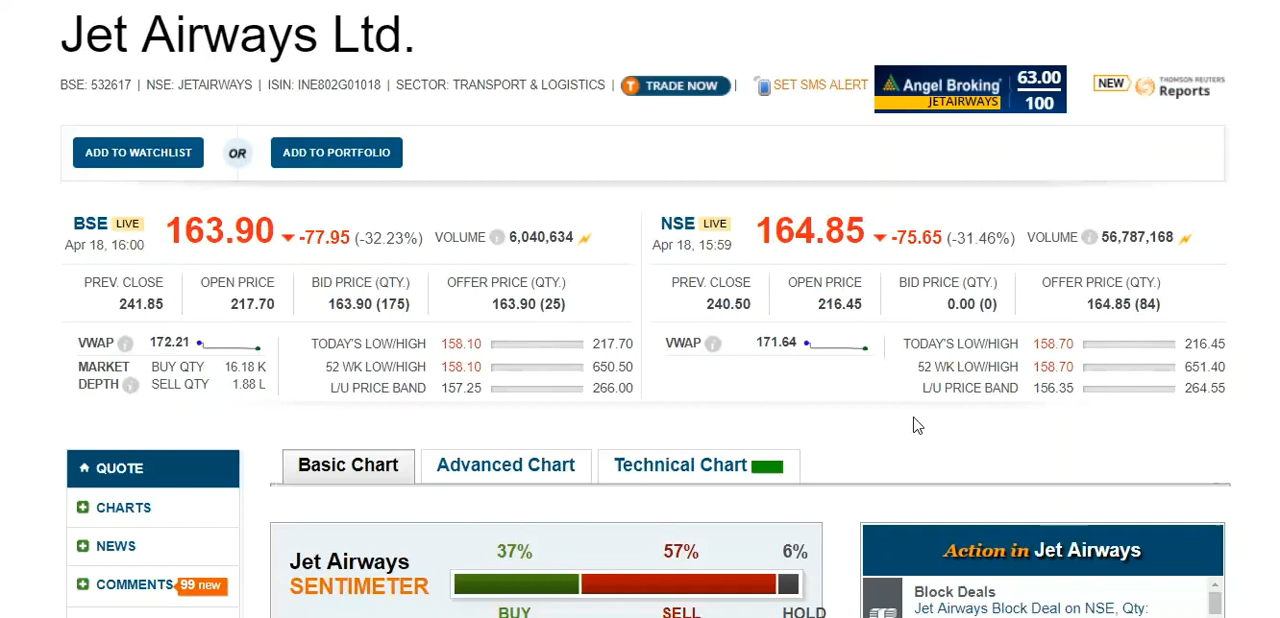 Jet Airways Ltd.
BSE: 532617 | NSE: JETAIRWAYS | ISIN: INE802G01018 | SECTOR: TRANSPORT & LOGISTICS | T TRADE NOW | SET SMS ALERT
Angel Broking 63.00
JETAIRWAYS 100
NEW THOMSON REUTERS
Reports
ADD TO WATCHLIST OR ADD TO PORTFOLIO
BSE LIVE 163.90 -77.95 (-32.23%) VOLUME 6,040,634
Apr 18, 16:00
PREV. CLOSE OPEN PRICE BID PRICE (QTY.) OFFER PRICE (QTY.)
241.85 217.70 163.90 (175) 163.90 (25)
VWAP 172.21
MARKET DEPTH BUY QTY 16.18 K
SELL QTY 1.88 L
TODAY'S LOW/HIGH 158.10 217.70
52 WK LOW/HIGH 158.10 650.50
L/U PRICE BAND 157.25 266.00
NSE LIVE 164.85 -75.65 (-31.46%) VOLUME 56,787,168
Apr 18, 15:59
PREV. CLOSE OPEN PRICE BID PRICE (QTY.) OFFER PRICE (QTY.)
240.50 216.45 0.00 (0) 164.85 (84)
VWAP 171.64
TODAY'S LOW/HIGH 158.70 216.45
52 WK LOW/HIGH 158.70 651.40
L/U PRICE BAND 156.35 264.55
QUOTE
CHARTS
NEWS
COMMENTS 99 new
Basic Chart Advanced Chart Technical Chart
Jet Airways
SENTIMETER
37% 57% 6%
BUY SELL HOLD
Action in Jet Airways
Block Deals
Jet Airways Block Deal on NSE, Qty: